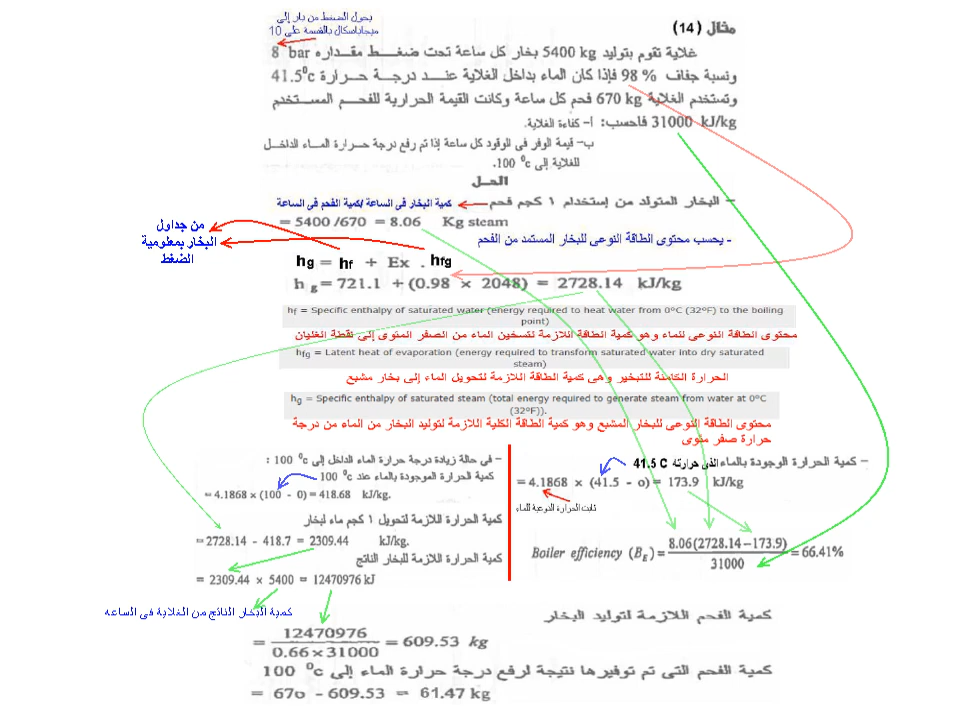 يحول الضغط من بار إلى
ميجاباسكال بالقسمة على 10
مثال (14)
غلاية تقوم بتوليد 5400 kg بخار كل ساعة تحت ضغط مقداره 8 bar
ونسبة جفاف % 98 فإذا كان الماء بداخل الغلاية عند درجة حرارة 41.5⁰c
وتستخدم الغلاية 670 kg فحم كل ساعة وكانت القيمة الحرارية للفحم المستخدم
31000 kJ/kg فاحسب: أ- كفاءة الغلاية.
ب- قيمة الوفر فى الوقود كل ساعة إذا تم رفع درجة حرارة الماء الداخل
للغلاية إلى 100 ⁰c.
الحل
- البخار المتولد من إستخدام ١ كجم فحم
كمية البخار فى الساعة/كمية الفحم فى الساعة
= 5400 /670 = 8.06 Kg steam
- يحسب محتوى الطاقة النوعى للبخار المستمد من الفحم
من جداول
البخار بمعلومية
الضغط
hg = hf + Ex . hfg
h g = 721.1 + (0.98 × 2048) = 2728.14 kJ/kg
hf = Specific enthalpy of saturated water (energy required to heat water from 0°C (32°F) to the boiling
point)
محتوى الطاقة النوعى للماء وهو كمية الطاقة اللازمة لتسخين الماء من الصفر المئوى إلى نقطة الغليان
hfg = Latent heat of evaporation (energy required to transform saturated water into dry saturated
steam)
الحرارة الكامنة للتبخير وهى كمية الطاقة اللازمة لتحويل الماء إلى بخار مشبع
hg = Specific enthalpy of saturated steam (total energy required to generate steam from water at 0°C
(32°F)).
محتوى الطاقة النوعى للبخار المشبع وهو كمية الطاقة الكلية اللازمة لتوليد البخار من الماء من درجة
حرارة صفر مئوى
- كمية الحرارة الوجودة بالماء الذى حرارته 41.5 C
= 4.1868 × (41.5 - o) = 173.9 kJ/kg
ثابت الحرارة النوعية للماء
Boiler efficiency (BE) = 8.06(2728.14−173.9) / 31000 = 66.41%
- فى حالة زيادة درجة حرارة الماء الداخل إلى 100 ⁰c :
كمية الحرارة الموجودة بالماء عند 100 ⁰c
= 4.1868 × (100 - 0) = 418.68 kJ/kg.
كمية الحرارة اللازمة لتحويل ١ كجم ماء لبخار
= 2728.14 - 418.7 = 2309.44 kJ/kg.
كمية الحرارة اللازمة للبخار الناتج
= 2309.44 × 5400 = 12470976 kJ
كمية البخار الناتج من الغلاية فى الساعه
كمية الفحم اللازمة لتوليد البخار
= 12470976 / 0.66×31000 = 609.53 kg
كمية الفحم التى تم توفيرها نتيجة لرفع درجة حرارة الماء إلى 100 ⁰c
= 67o - 609.53 = 61.47 kg